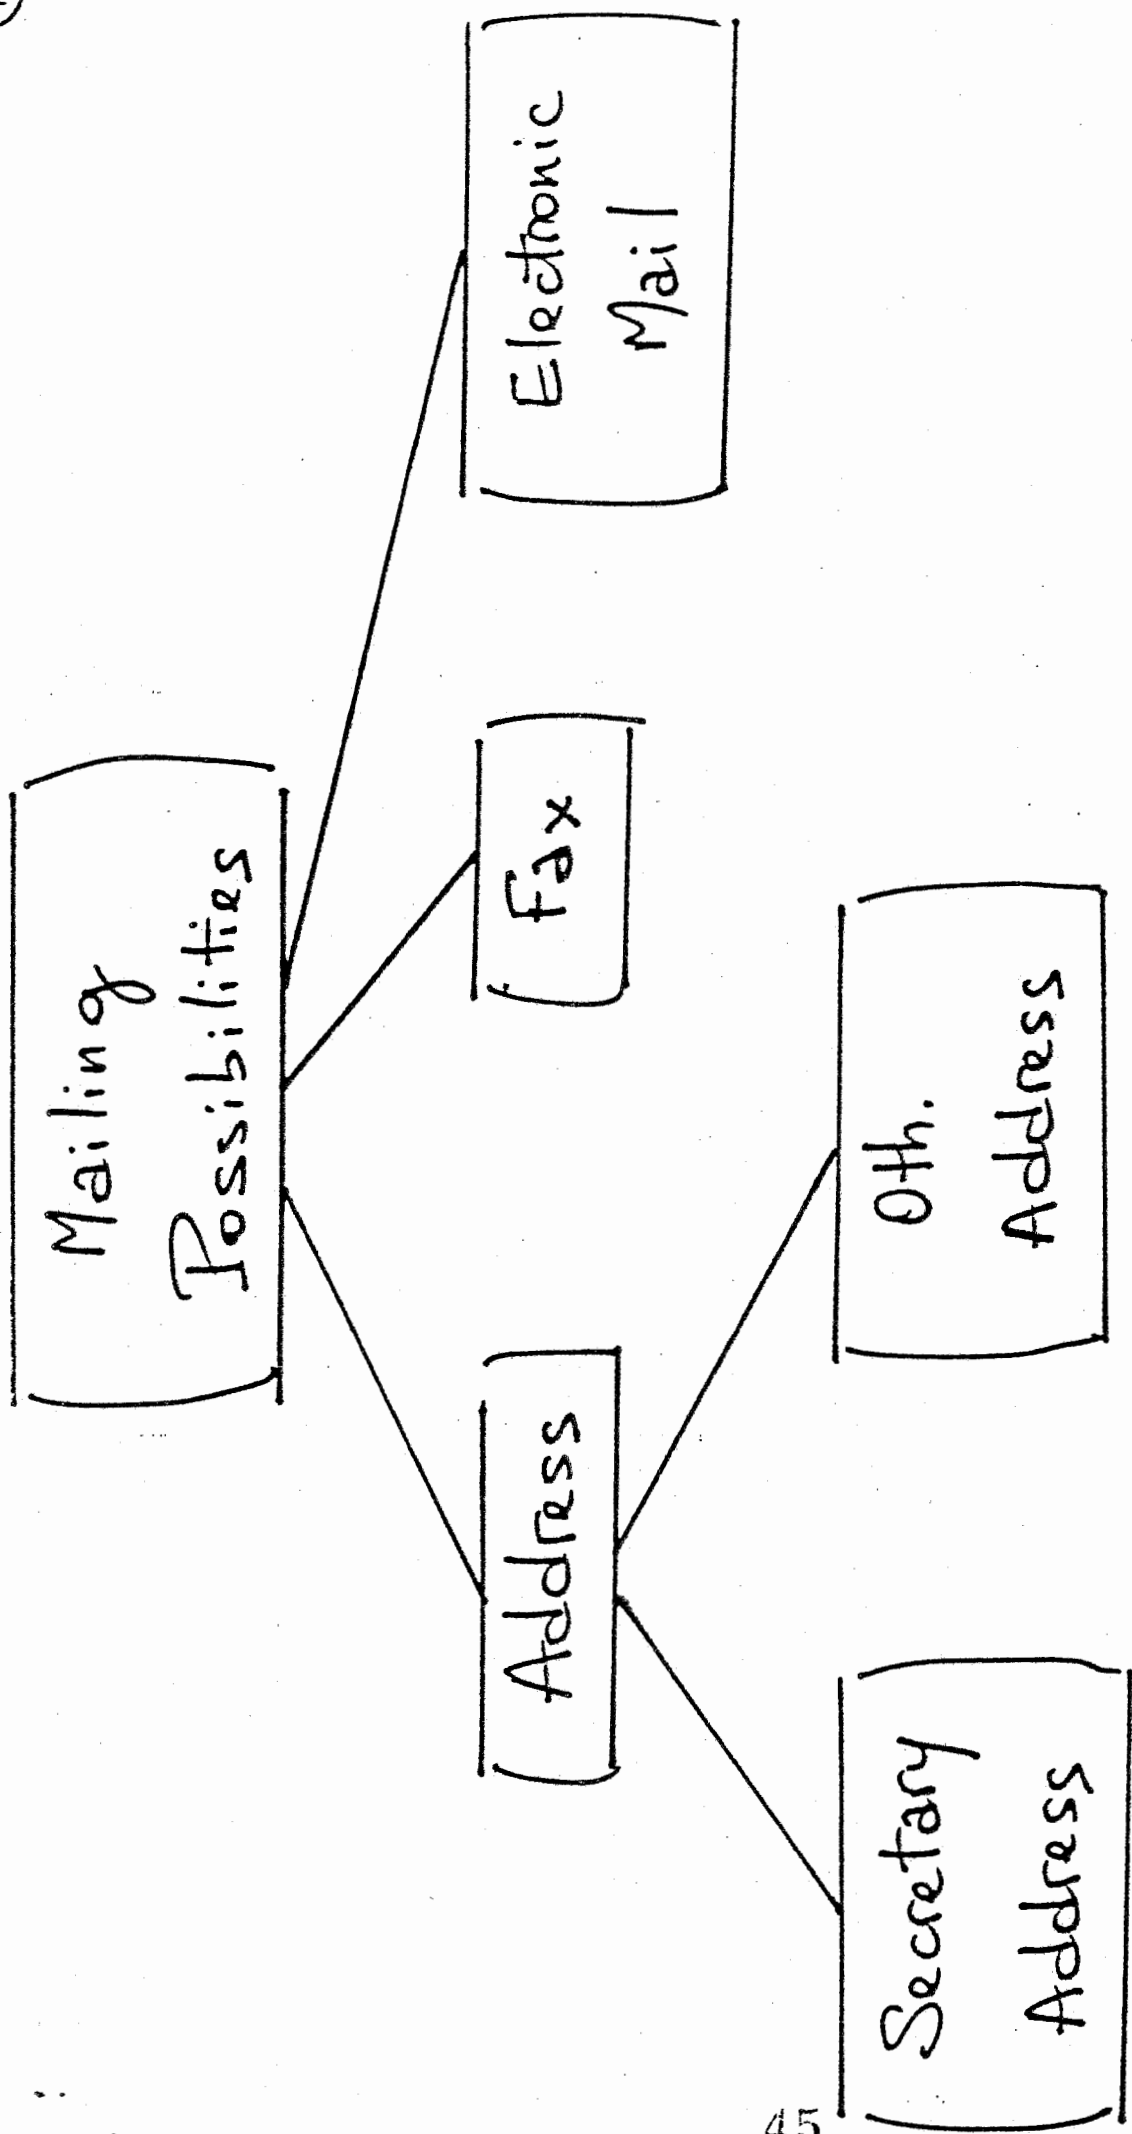 Mailing
Possibilities
Address
Fax
Electronic
Mail
Secretary
Address
Oth.
Address
45